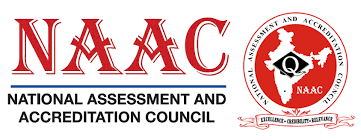 NAAC
NATIONAL ASSESSMENT AND
ACCREDITATION COUNCIL
NATIONAL ASSESSMENT AND ACCREDITATION COUNCIL
Q
NAAC
EXCELLENCE • CREDIBILITY • RELEVANCE